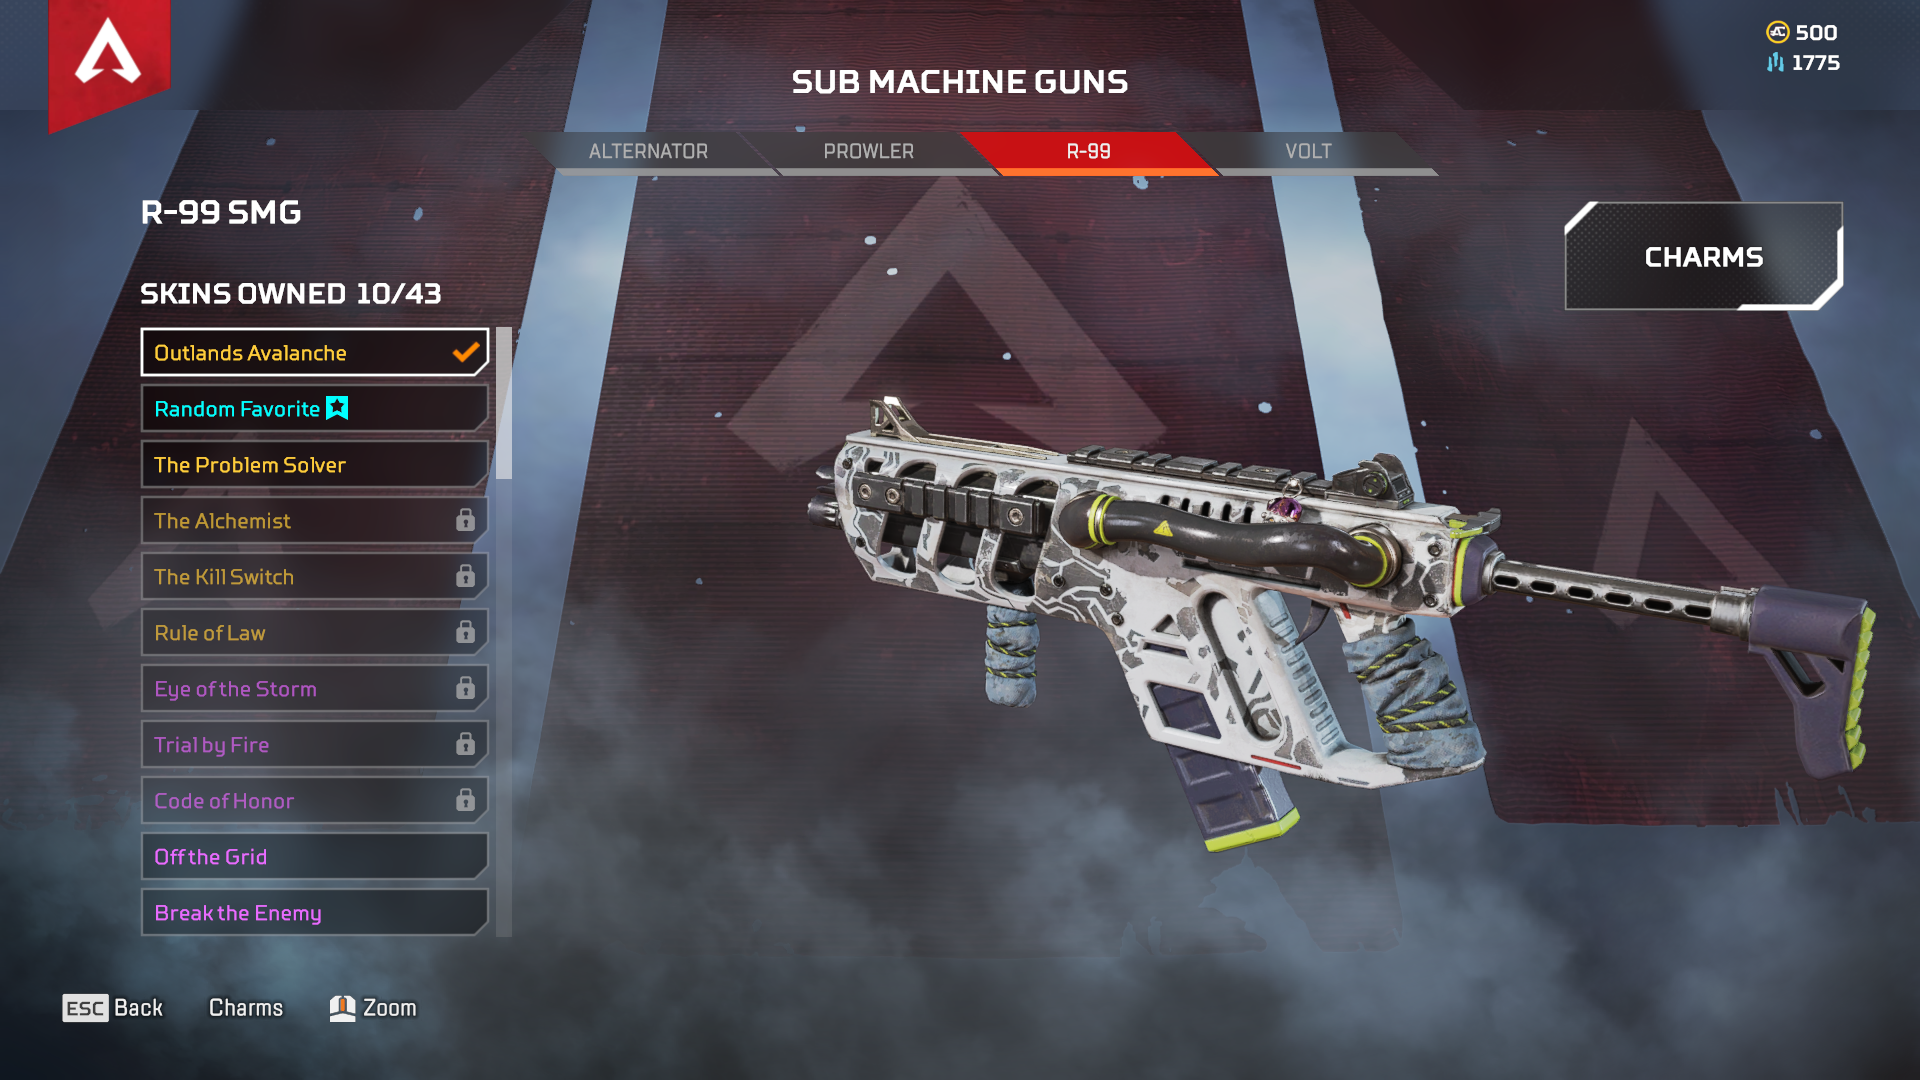 500
1775
SUB MACHINE GUNS
ALTERNATOR PROWLER R-99 VOLT
R-99 SMG
CHARMS
SKINS OWNED 10/43
Outlands Avalanche
Random Favorite
The Problem Solver
The Alchemist
The Kill Switch
Rule of Law
Eye of the Storm
Trial by Fire
Code of Honor
Off the Grid
Break the Enemy
ESC Back Charms Zoom